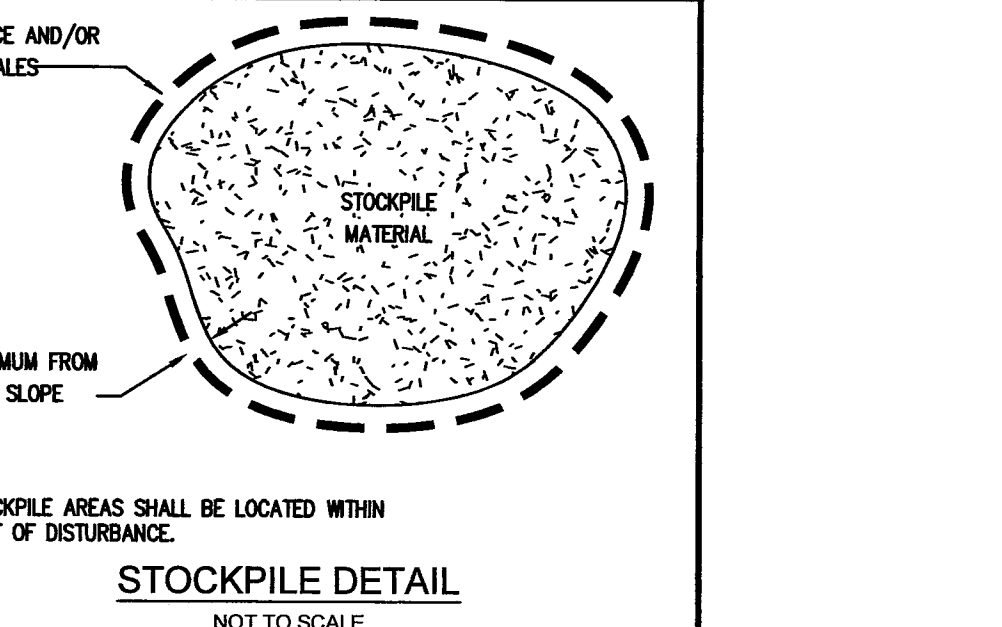 CE AND/OR
ALES
STOCKPILE
MATERIAL
MUM FROM
SLOPE
CKPILE AREAS SHALL BE LOCATED WITHIN
T OF DISTURBANCE.
STOCKPILE DETAIL
NOT TO SCALE